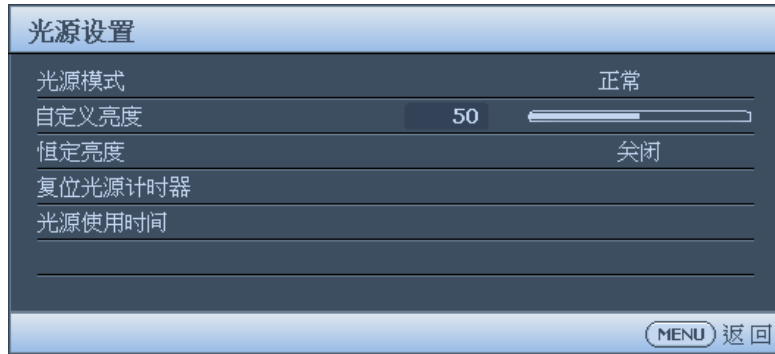 光源设置
光源模式 正常
自定义亮度 50
恒定亮度 关闭
复位光源计时器
光源使用时间
MENU 返回